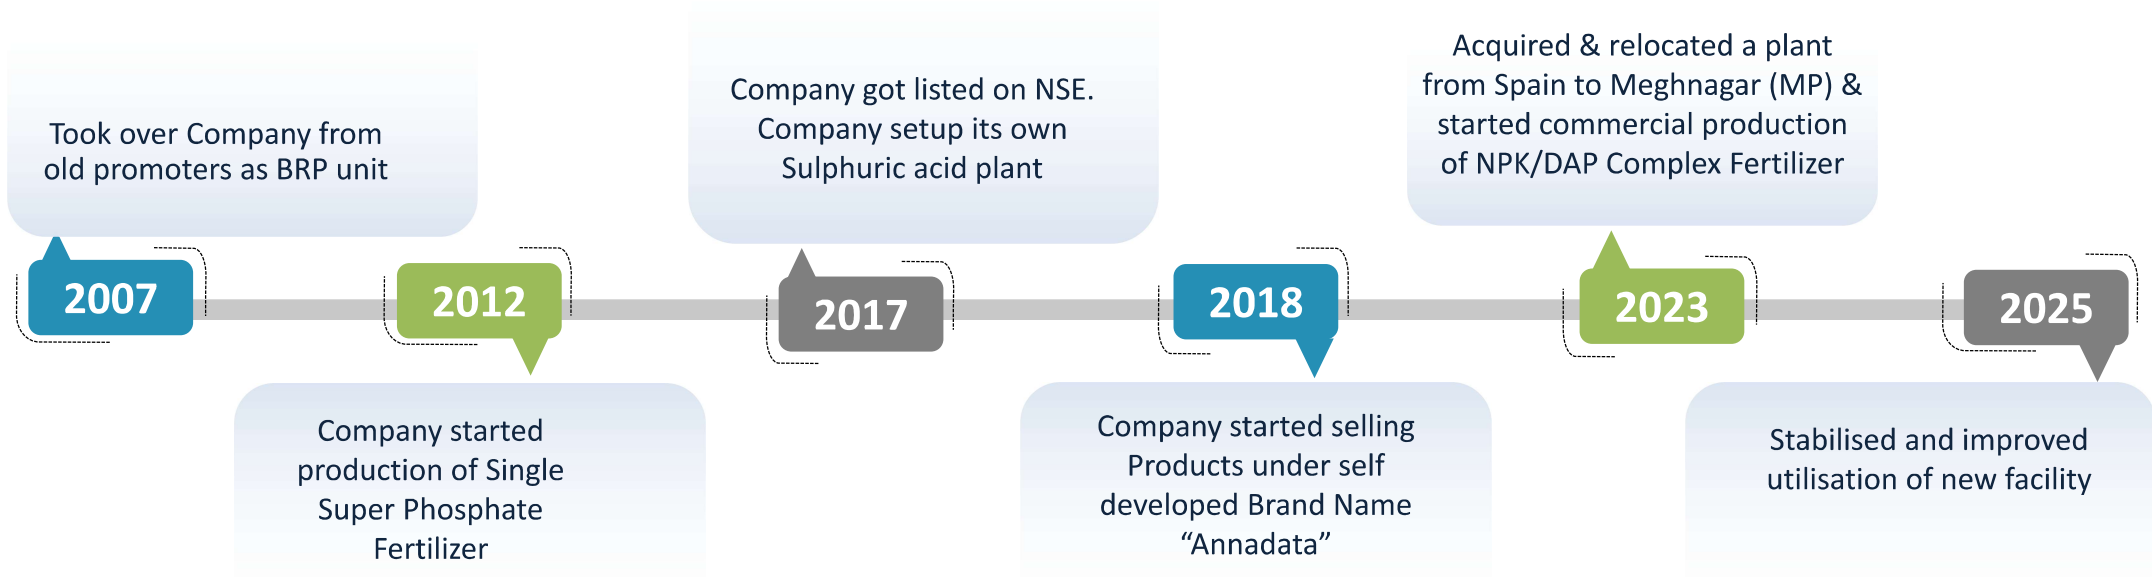 Took over Company from
old promoters as BRP unit
2007
2012
Company started
production of Single
Super Phosphate
Fertilizer
Company got listed on NSE.
Company setup its own
Sulphuric acid plant
2017
2018
Company started selling
Products under self
developed Brand Name
“Annadata”
Acquired & relocated a plant
from Spain to Meghnagar (MP) &
started commercial production
of NPK/DAP Complex Fertilizer
2023
2025
Stabilised and improved
utilisation of new facility